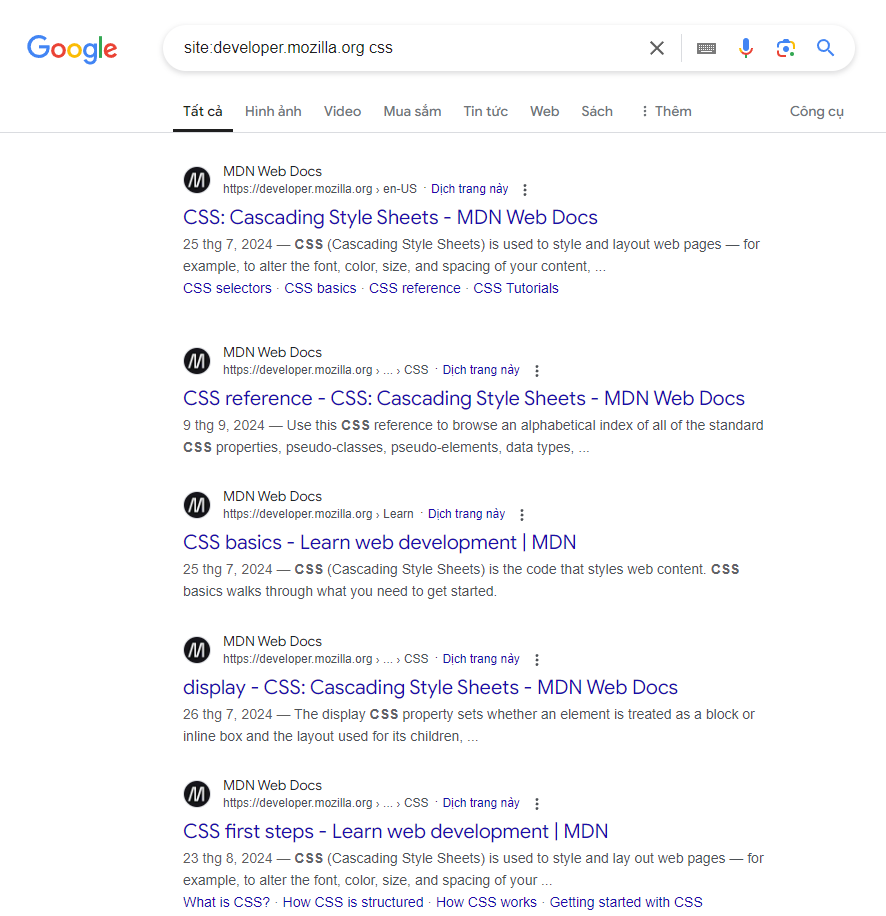 Google
site:developer.mozilla.org css
Tất cả Hình ảnh Video Mua sắm Tin tức Web Sách Thêm Công cụ
MDN Web Docs
https://developer.mozilla.org › en-US · Dịch trang này
CSS: Cascading Style Sheets - MDN Web Docs
25 thg 7, 2024 — CSS (Cascading Style Sheets) is used to style and layout web pages — for
example, to alter the font, color, size, and spacing of your content, ...
CSS selectors · CSS basics · CSS reference · CSS Tutorials
MDN Web Docs
https://developer.mozilla.org › ... › CSS · Dịch trang này
CSS reference - CSS: Cascading Style Sheets - MDN Web Docs
9 thg 9, 2024 — Use this CSS reference to browse an alphabetical index of all of the standard
CSS properties, pseudo-classes, pseudo-elements, data types, ...
MDN Web Docs
https://developer.mozilla.org › Learn · Dịch trang này
CSS basics - Learn web development | MDN
25 thg 7, 2024 — CSS (Cascading Style Sheets) is the code that styles web content. CSS
basics walks through what you need to get started.
MDN Web Docs
https://developer.mozilla.org › ... › CSS · Dịch trang này
display - CSS: Cascading Style Sheets - MDN Web Docs
26 thg 7, 2024 — The display CSS property sets whether an element is treated as a block or
inline box and the layout used for its children, ...
MDN Web Docs
https://developer.mozilla.org › ... › CSS · Dịch trang này
CSS first steps - Learn web development | MDN
23 thg 8, 2024 — CSS (Cascading Style Sheets) is used to style and lay out web pages — for
example, to alter the font, color, size, and spacing of your ...
What is CSS? · How CSS is structured · How CSS works · Getting started with CSS